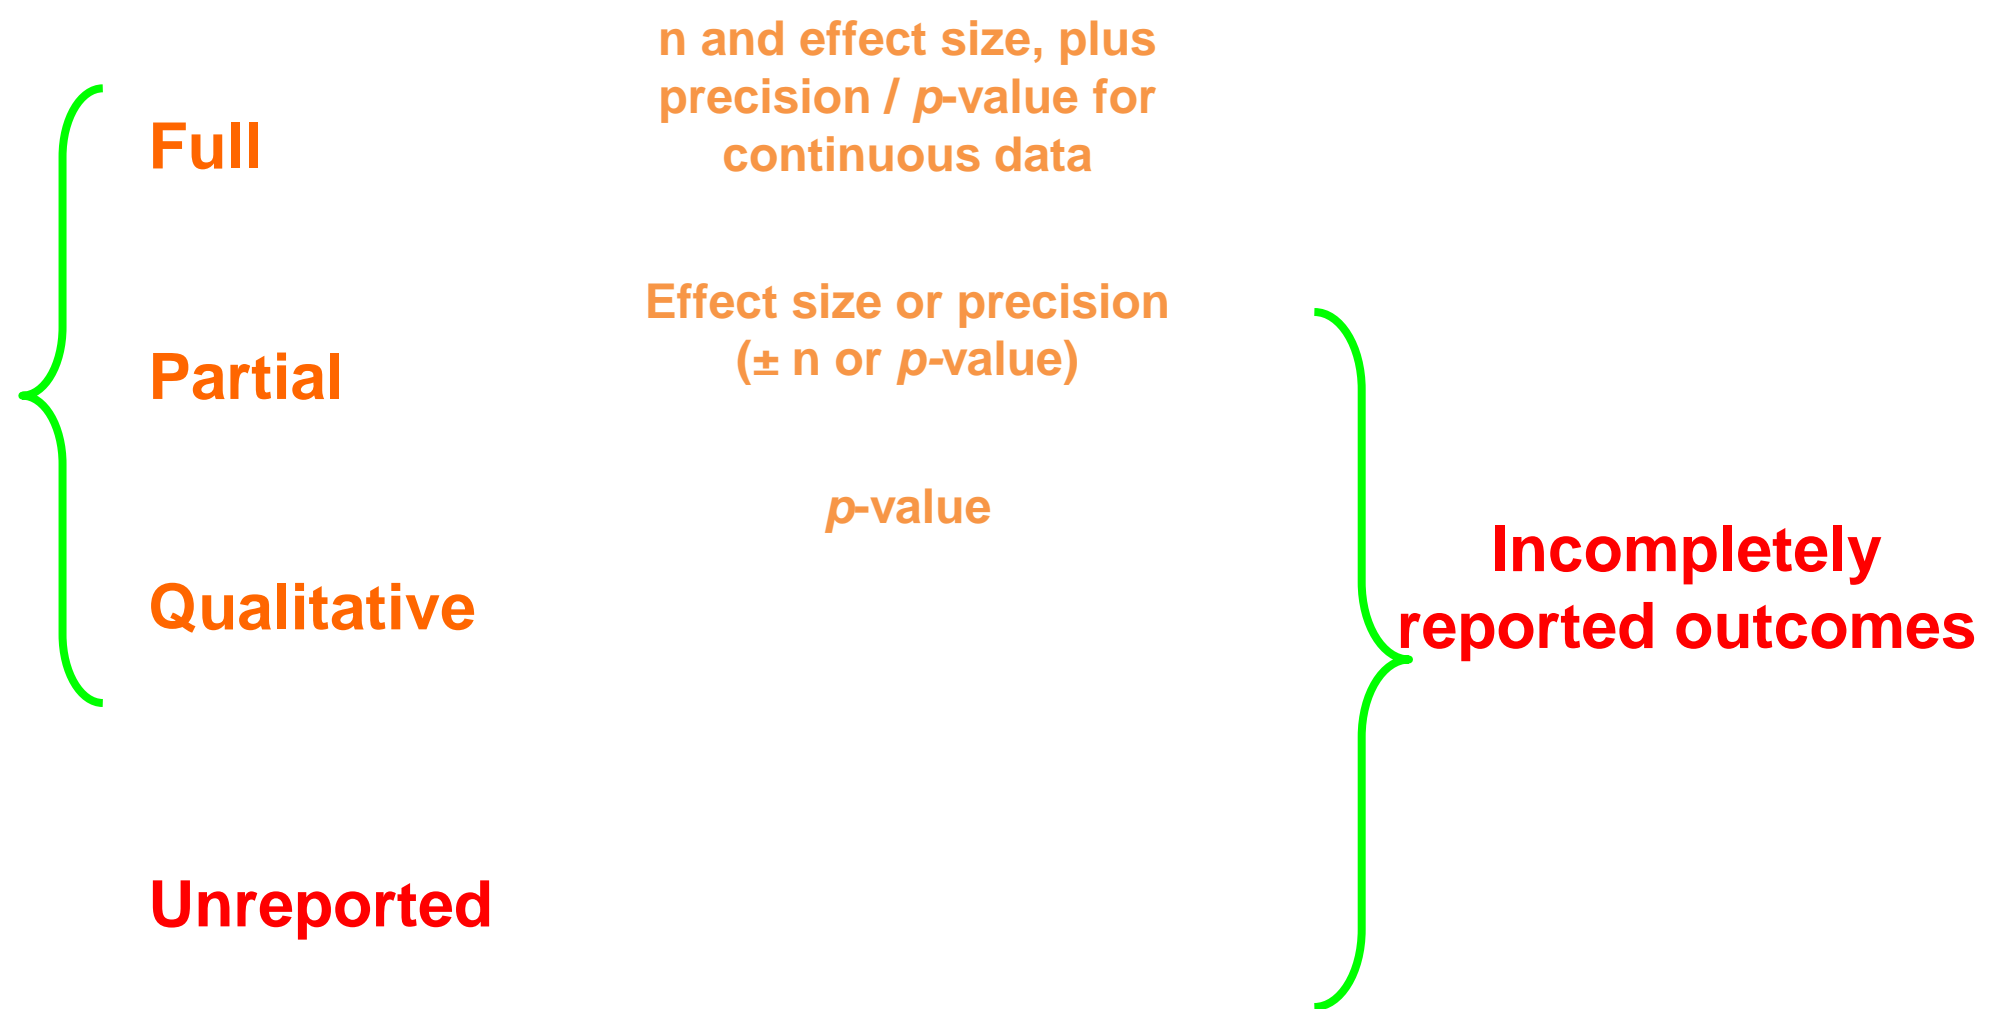 n and effect size, plus
precision / p-value for
continuous data
Full
Effect size or precision
(± n or p-value)
Partial
p-value
Qualitative
Incompletely
reported outcomes
Unreported